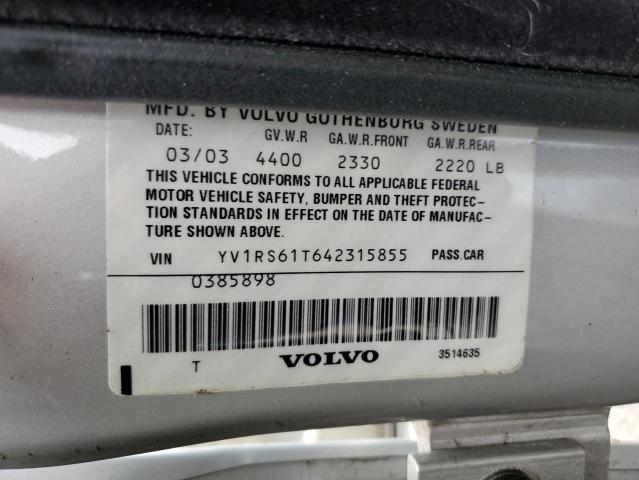 MFD. BY VOLVO GOTHENBURG SWEDEN
DATE: GV.W.R GA.W.R.FRONT GA.W.R.REAR
03/03 4400 2330 2220 LB
THIS VEHICLE CONFORMS TO ALL APPLICABLE FEDERAL
MOTOR VEHICLE SAFETY, BUMPER AND THEFT PROTEC-
TION STANDARDS IN EFFECT ON THE DATE OF MANUFAC-
TURE SHOWN ABOVE.
VIN YV1RS61T642315855 PASS.CAR
0385898
T VOLVO 3514635